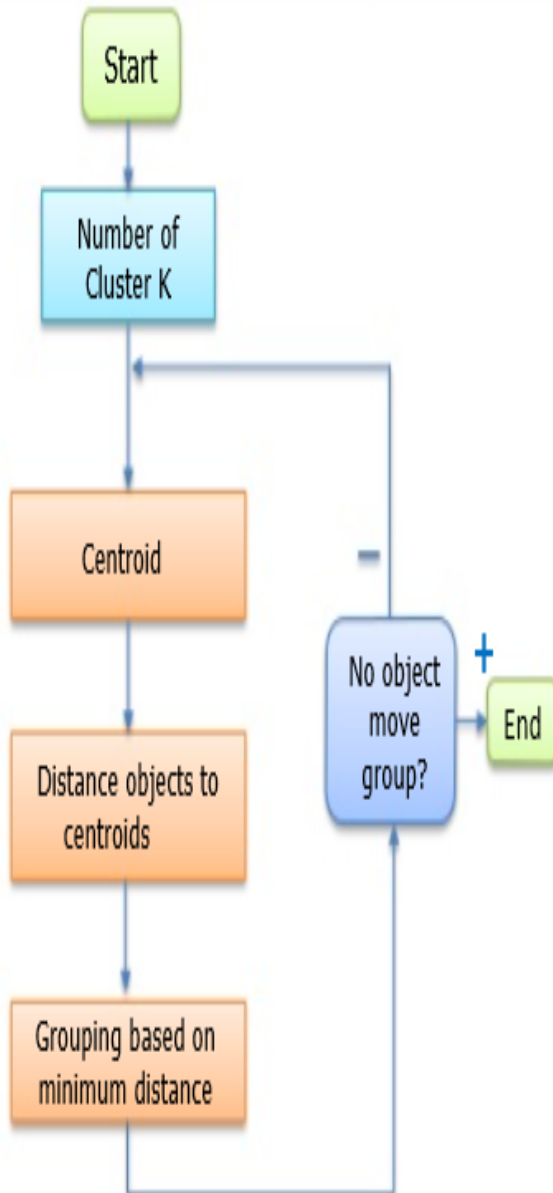 Start
Number of
Cluster K
Centroid
Distance objects to
centroids
Grouping based on
minimum distance
−
No object
move
group?
+
End